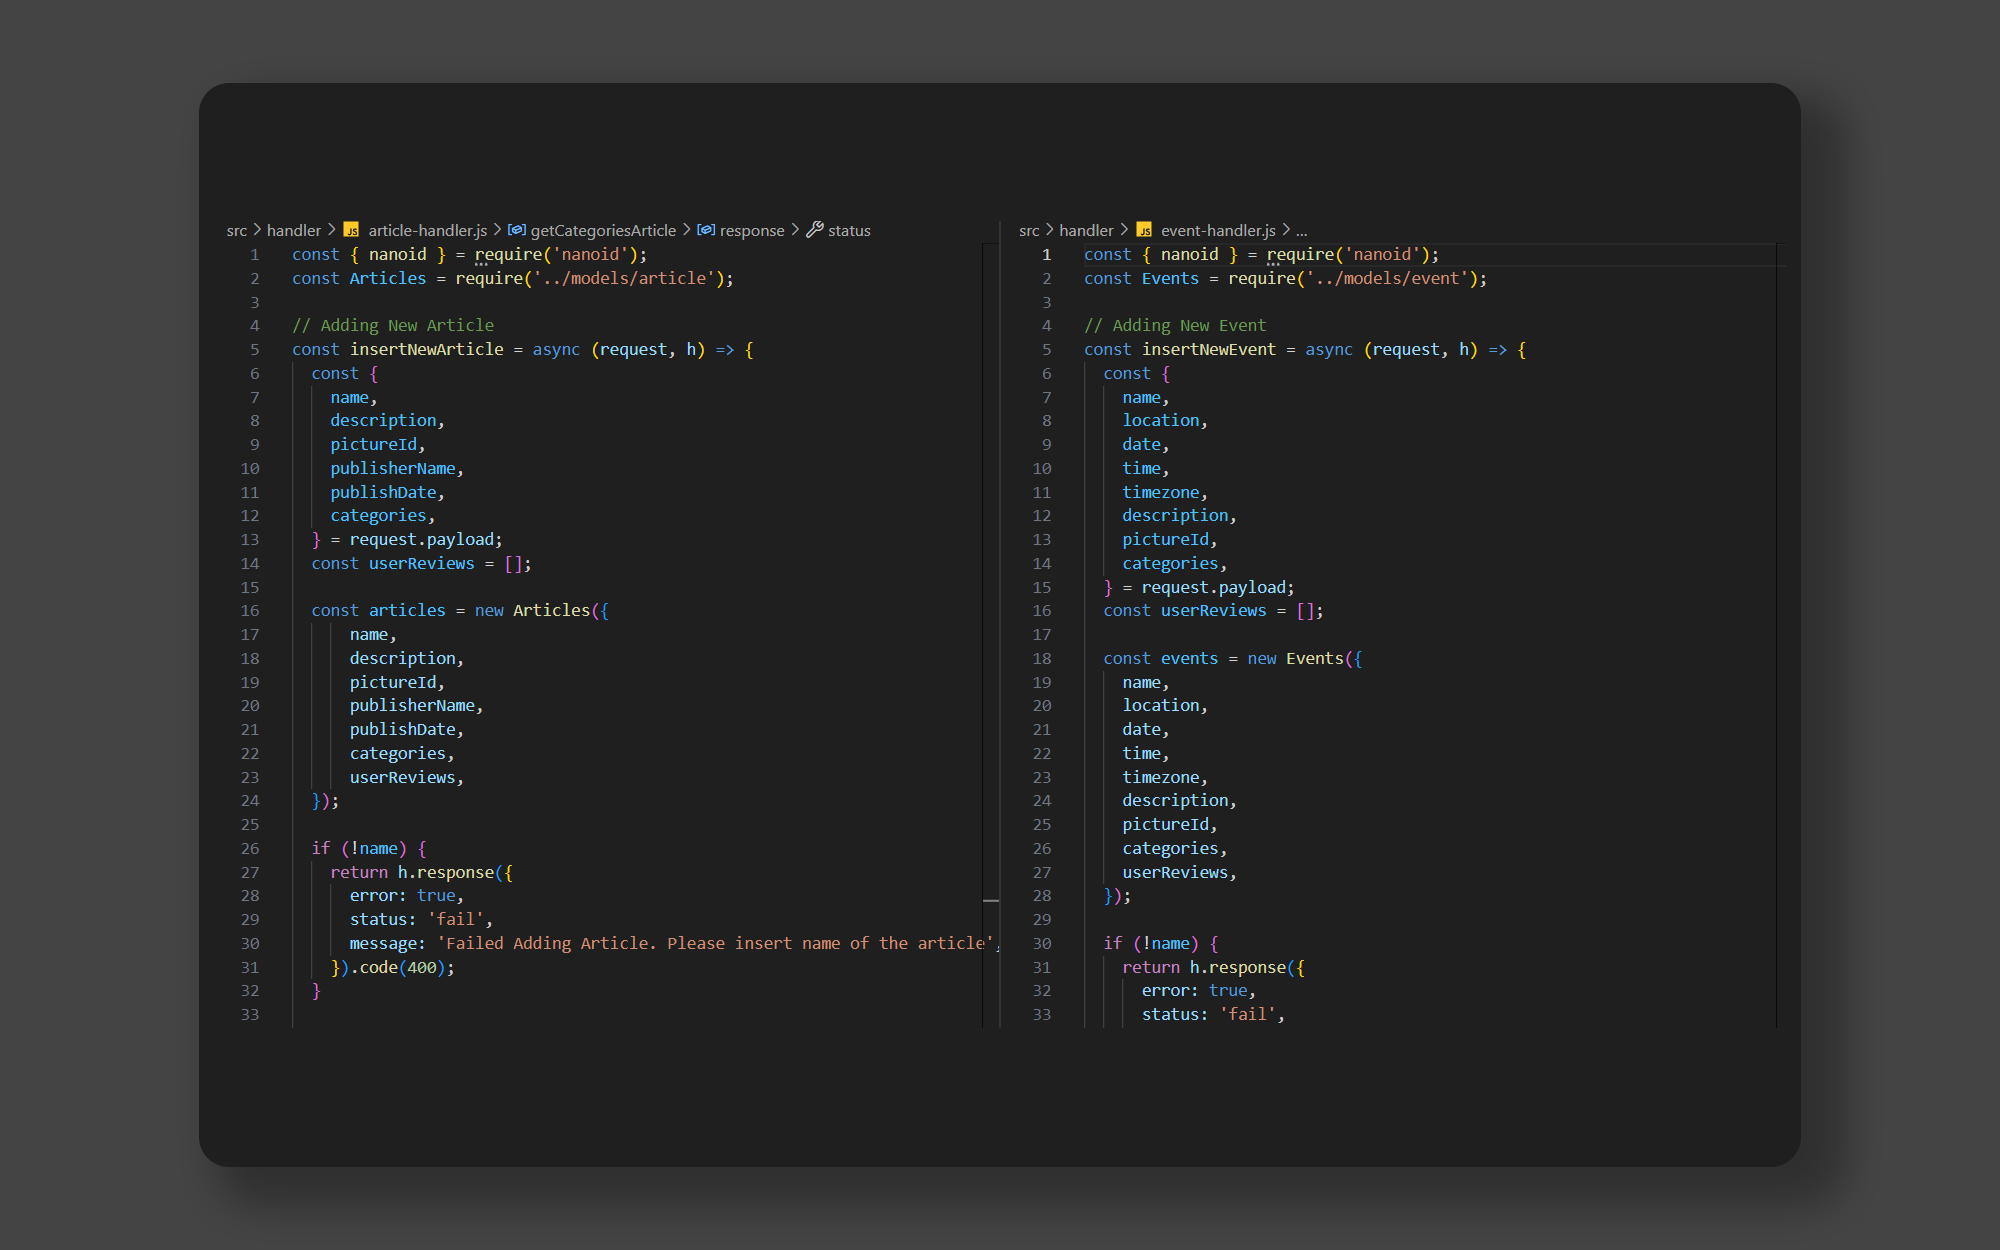 src > handler > JS article-handler.js > getCategoriesArticle > response > status
1 const { nanoid } = require('nanoid');
2 const Articles = require('../models/article');
3
4 // Adding New Article
5 const insertNewArticle = async (request, h) => {
6 const {
7 name,
8 description,
9 pictureId,
10 publisherName,
11 publishDate,
12 categories,
13 } = request.payload;
14 const userReviews = [];
15
16 const articles = new Articles({
17 name,
18 description,
19 pictureId,
20 publisherName,
21 publishDate,
22 categories,
23 userReviews,
24 });
25
26 if (!name) {
27 return h.response({
28 error: true,
29 status: 'fail',
30 message: 'Failed Adding Article. Please insert name of the article',
31 }).code(400);
32 }
33
src > handler > JS event-handler.js > ...
1 const { nanoid } = require('nanoid');
2 const Events = require('../models/event');
3
4 // Adding New Event
5 const insertNewEvent = async (request, h) => {
6 const {
7 name,
8 location,
9 date,
10 time,
11 timezone,
12 description,
13 pictureId,
14 categories,
15 } = request.payload;
16 const userReviews = [];
17
18 const events = new Events({
19 name,
20 location,
21 date,
22 time,
23 timezone,
24 description,
25 pictureId,
26 categories,
27 userReviews,
28 });
29
30 if (!name) {
31 return h.response({
32 error: true,
33 status: 'fail',